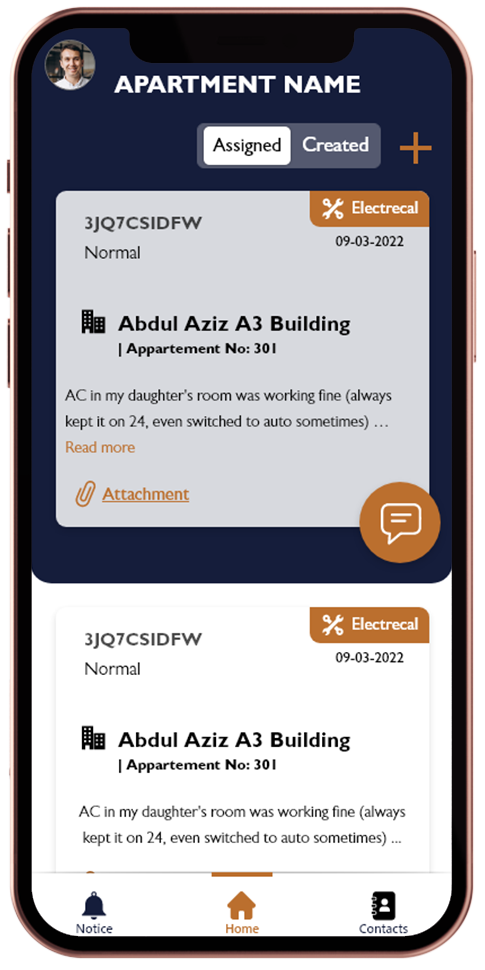 APARTMENT NAME
Assigned Created
Electrecal
3JQ7CSIDFW
09-03-2022
Normal
Abdul Aziz A3 Building
| Appartement No: 301
AC in my daughter's room was working fine (always
kept it on 24, even switched to auto sometimes) ...
Read more
Attachment
Electrecal
3JQ7CSIDFW
09-03-2022
Normal
Abdul Aziz A3 Building
| Appartement No: 301
AC in my daughter's room was working fine (always
kept it on 24, even switched to auto sometimes) ...
Notice Home Contacts